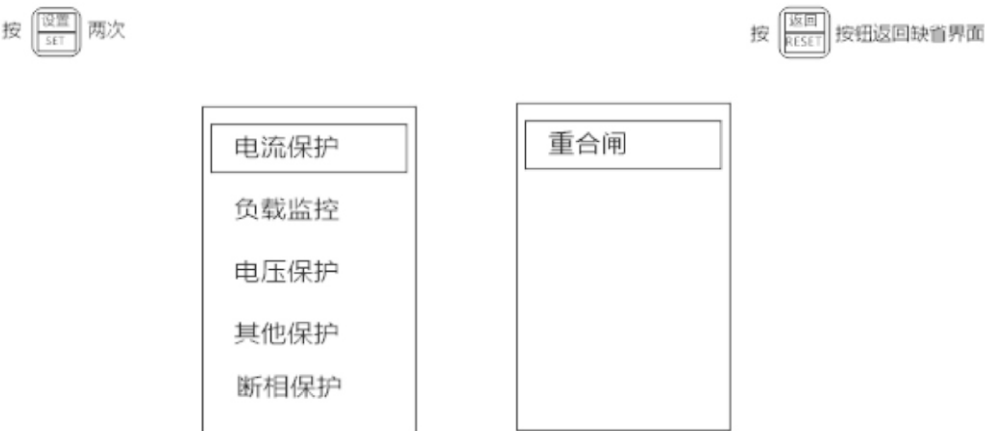 按 设置 SET 两次
按 返回 RESET 按钮返回缺省界面
电流保护
负载监控
电压保护
其他保护
断相保护
重合闸